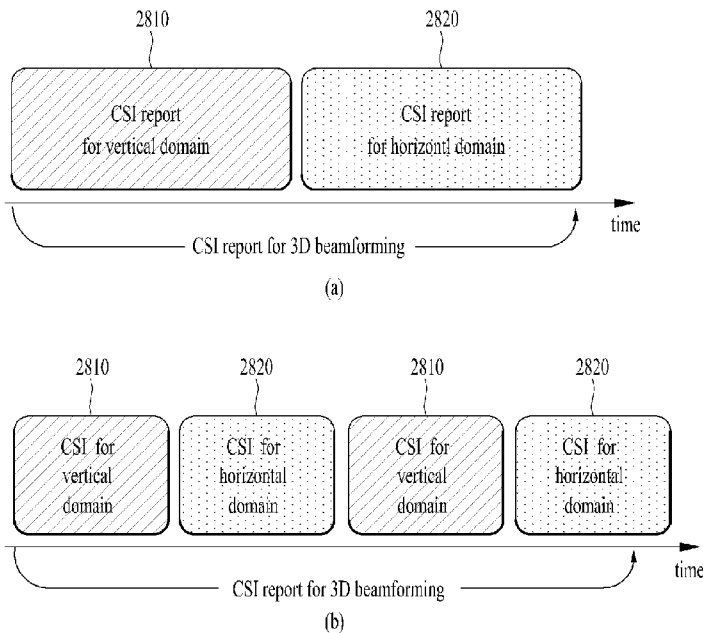 2810
2820
CSI report
for vertical domain
CSI report
for horizontl domain
time
CSI report for 3D beamforming
(a)
2810
2820
2810
2820
CSI for
vertical
domain
CSI for
horizontal
domain
CSI for
vertical
domain
CSI for
horizontal
domain
time
CSI report for 3D beamforming
(b)